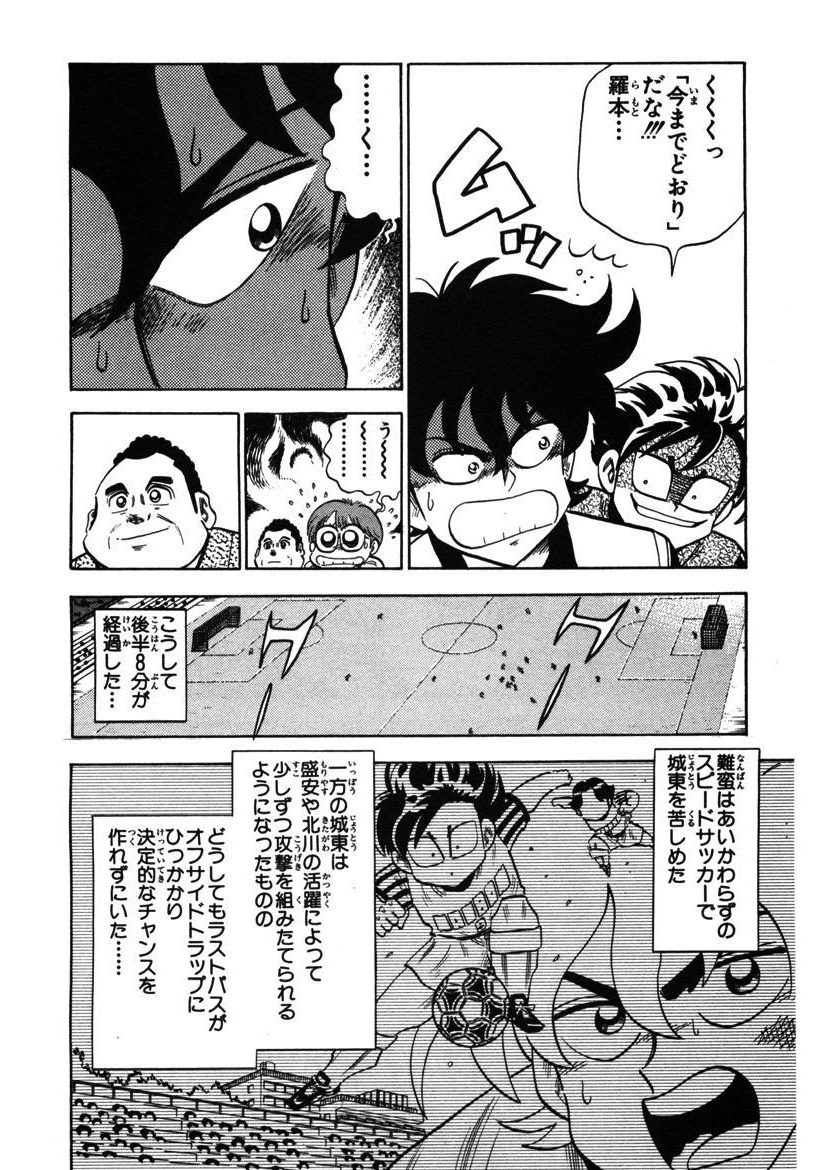 くくくっ
「今までどおり」
だな!!!
羅本…
ムッ
………く…
………
う〜〜
………
………
ワー
ワー
こうして
後半8分が
経過した…
難蛮はあいかわらずの
スピードサッカーで
城東を苦しめた
一方の城東は
盛安や北川の活躍によって
少しずつ攻撃を組みたてられる
ようになったものの
どうしてもラストパスが
オフサイドトラップに
ひっかかり
決定的なチャンスを
作れずにいた……